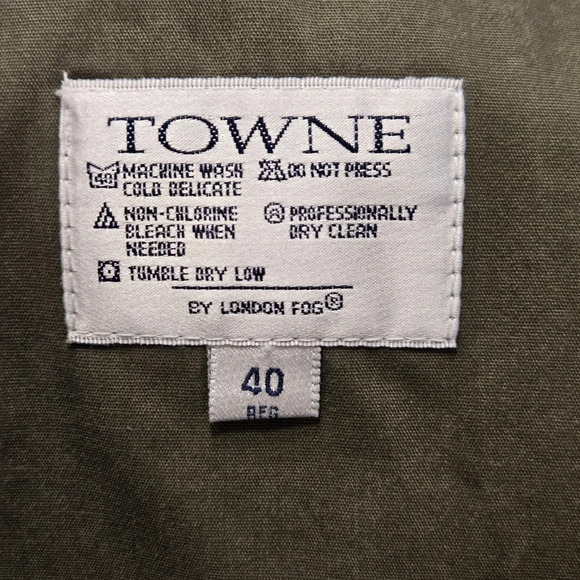 TOWNE
MACHINE WASH
COLD DELICATE
DO NOT PRESS
NON-CHLORINE
BLEACH WHEN
NEEDED
PROFESSIONALLY
DRY CLEAN
TUMBLE DRY LOW
BY LONDON FOG®
40
REG